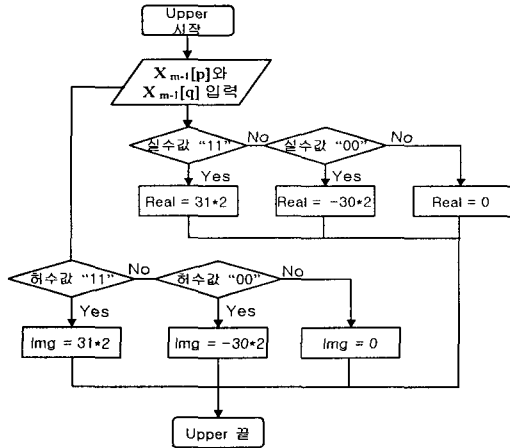 Upper
시작
X m-1[p]와
X m-1[q] 입력
실수값 "11"
No
실수값 "00"
No
Yes
Yes
Real = 31*2
Real = -30*2
Real = 0
허수값 "11"
No
허수값 "00"
No
Yes
Yes
Img = 31*2
Img = -30*2
Img = 0
Upper 끝